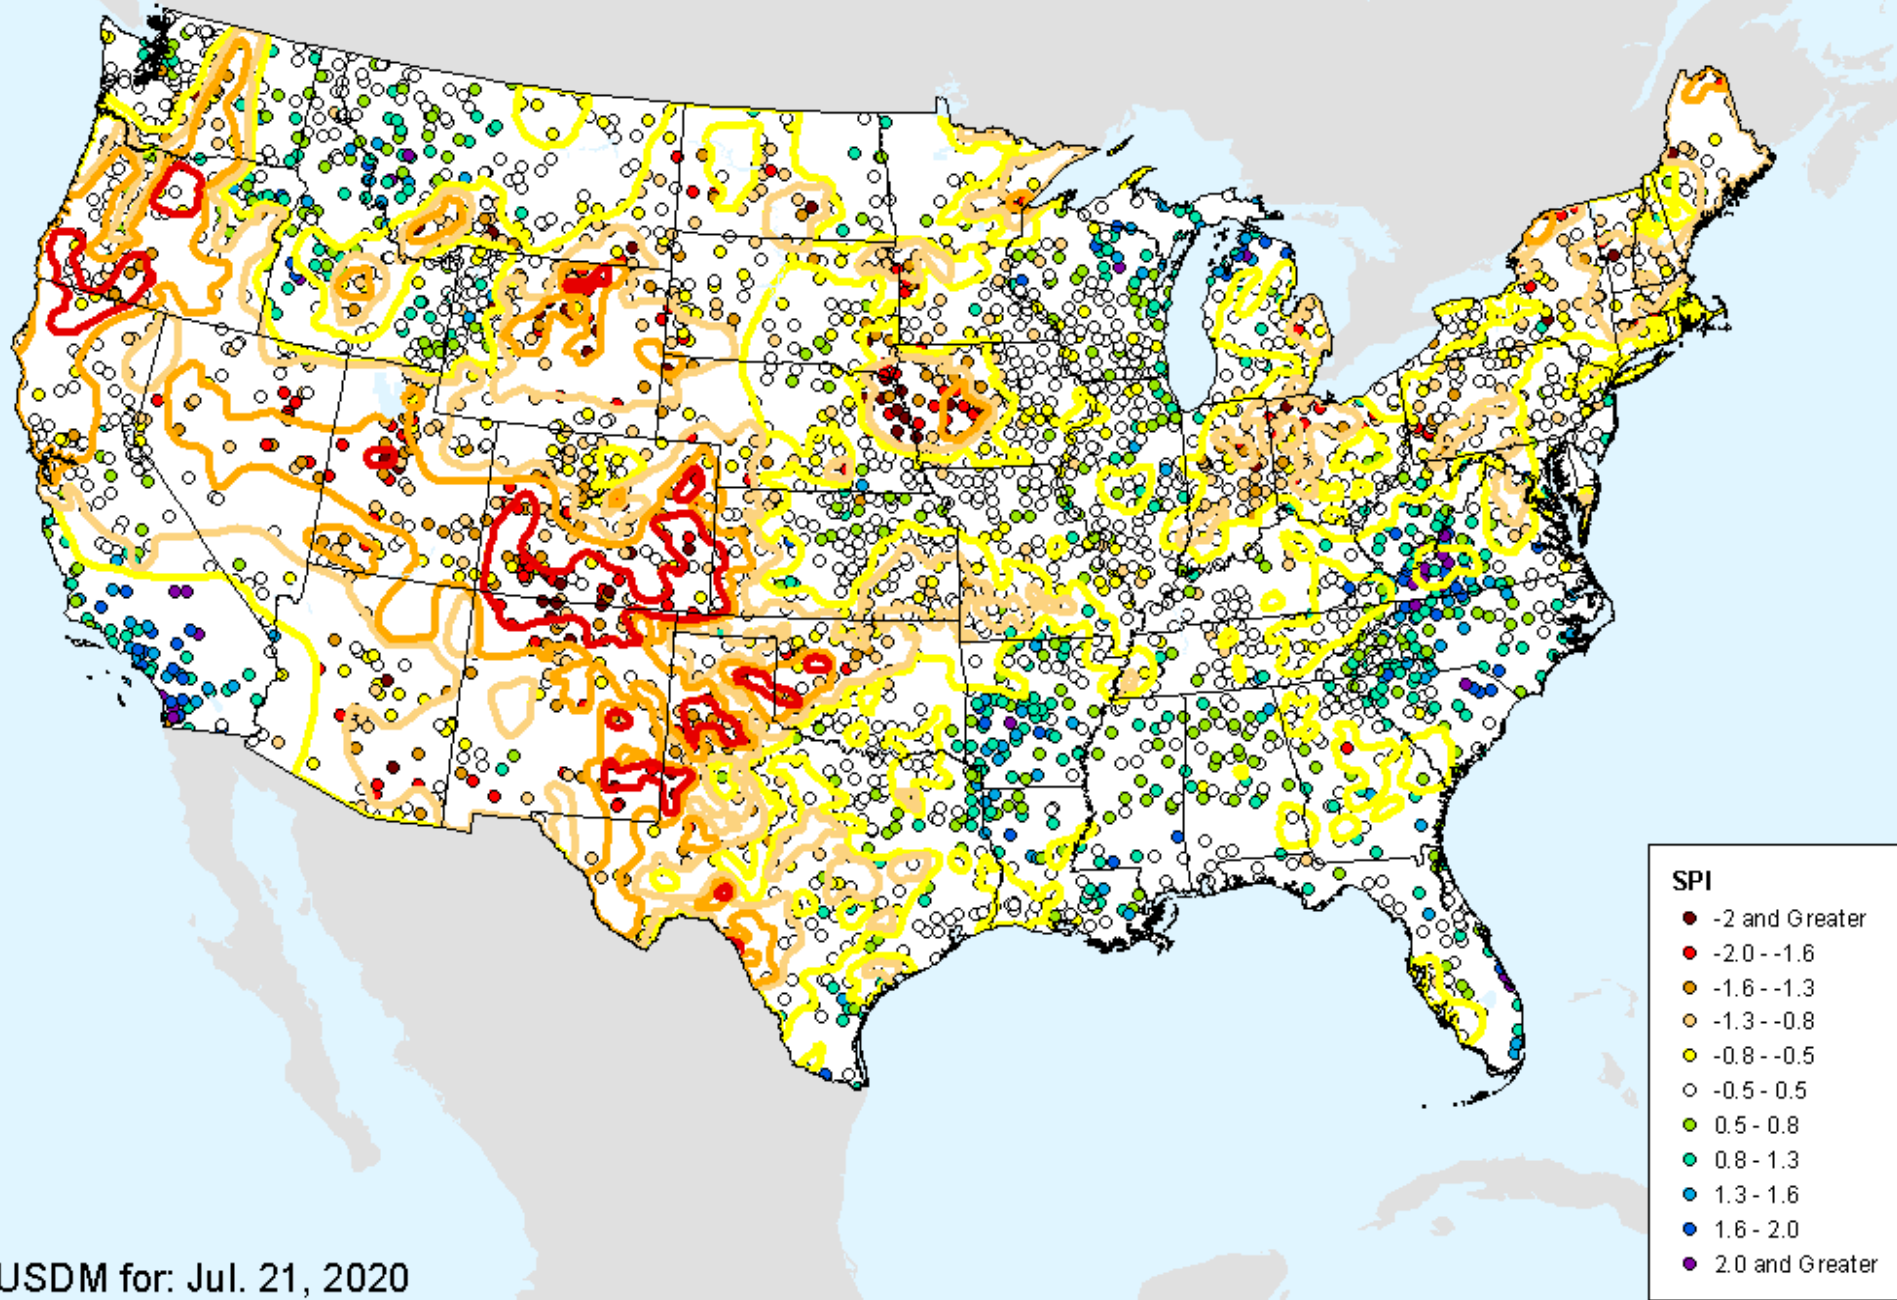 SPI
-2 and Greater
-2.0 - -1.6
-1.6 - -1.3
-1.3 - -0.8
-0.8 - -0.5
-0.5 - 0.5
0.5 - 0.8
0.8 - 1.3
1.3 - 1.6
1.6 - 2.0
2.0 and Greater
USDM for: Jul. 21, 2020